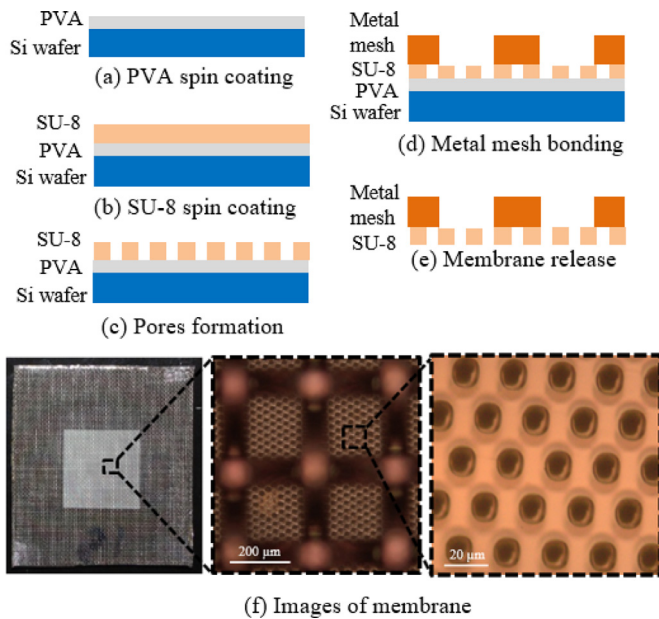 PVA
Si wafer
(a) PVA spin coating
SU-8
PVA
Si wafer
(b) SU-8 spin coating
SU-8
PVA
Si wafer
(c) Pores formation
Metal
mesh
SU-8
PVA
Si wafer
(d) Metal mesh bonding
Metal
mesh
SU-8
(e) Membrane release
200 μm
20 μm
(f) Images of membrane